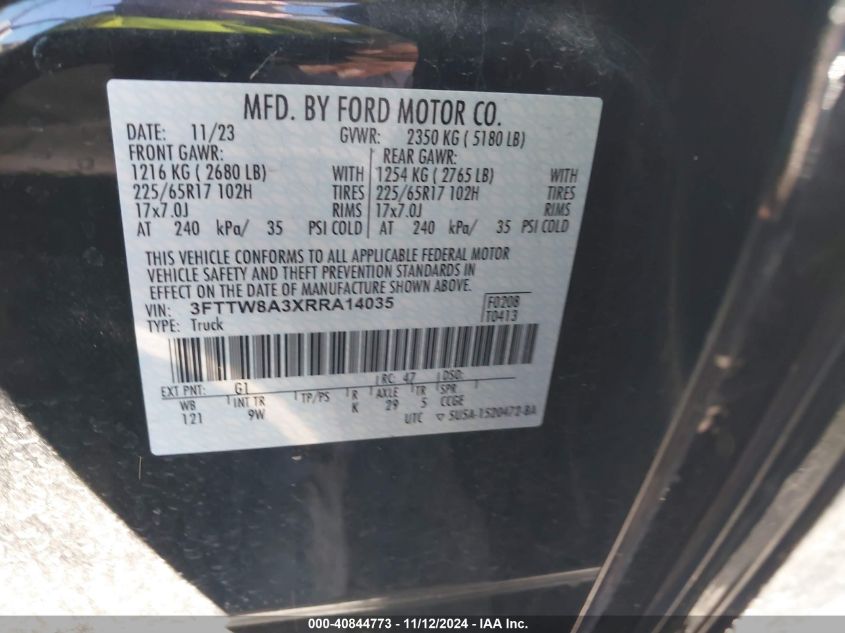 MFD. BY FORD MOTOR CO.
DATE: 11/23 GVWR: 2350 KG ( 5180 LB)
FRONT GAWR: REAR GAWR:
1216 KG ( 2680 LB) WITH 1254 KG ( 2765 LB) WITH
225/65R17 102H TIRES 225/65R17 102H TIRES
17x7.0J RIMS 17x7.0J RIMS
AT 240 kPa/ 35 PSI COLD AT 240 kPa/ 35 PSI COLD
THIS VEHICLE CONFORMS TO ALL APPLICABLE FEDERAL MOTOR
VEHICLE SAFETY AND THEFT PREVENTION STANDARDS IN
EFFECT ON THE DATE OF MANUFACTURE SHOWN ABOVE.
VIN: 3FTTW8A3XRRA14035 F0208
TYPE: Truck T0413
EXT PNT: G1 RC: 47 DSO:
WB INT TR TP/PS R AXLE TR SPR
121 9W K 29 5 CCGE
UTC ▽ 5U5A-1520472-BA
000-40844773 - 11/12/2024 - IAA Inc.